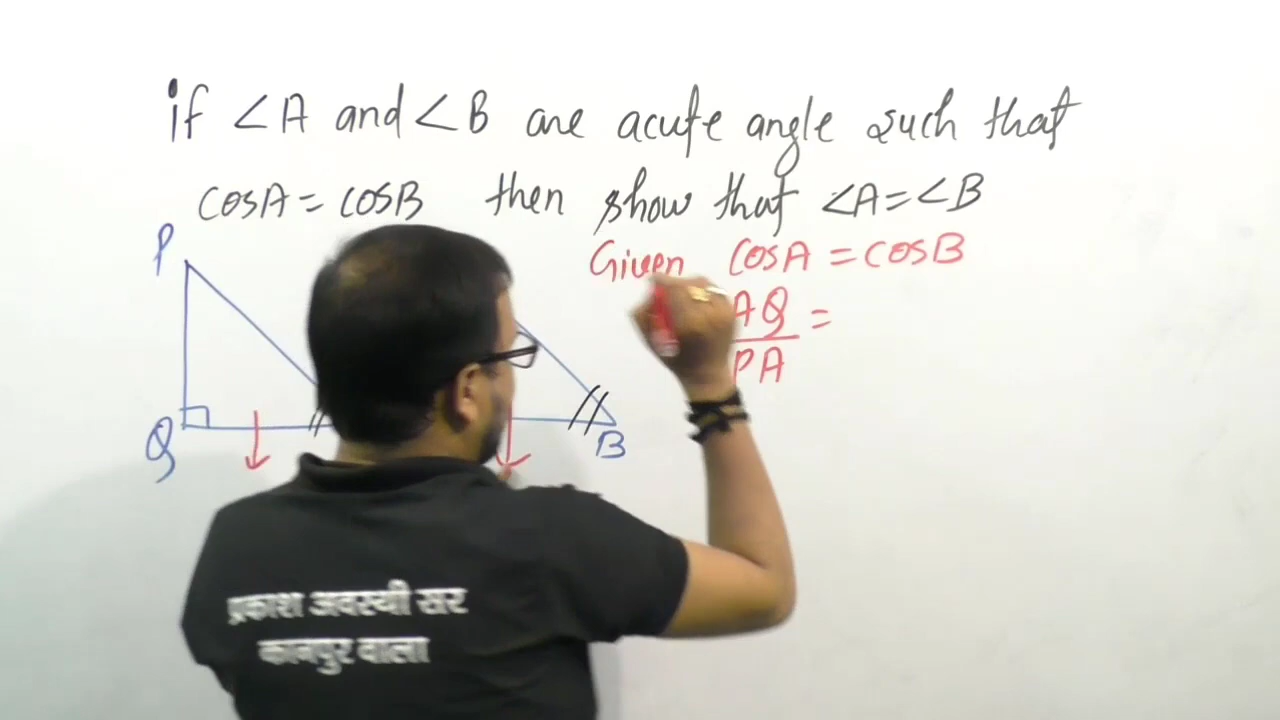 if ∠A and ∠B are acute angle such that
cosA = cosB then show that ∠A = ∠B
P
Given cosA = cosB
AQ =
PA
Q
B
प्रकाश अवस्थी सर
कानपुर वाला